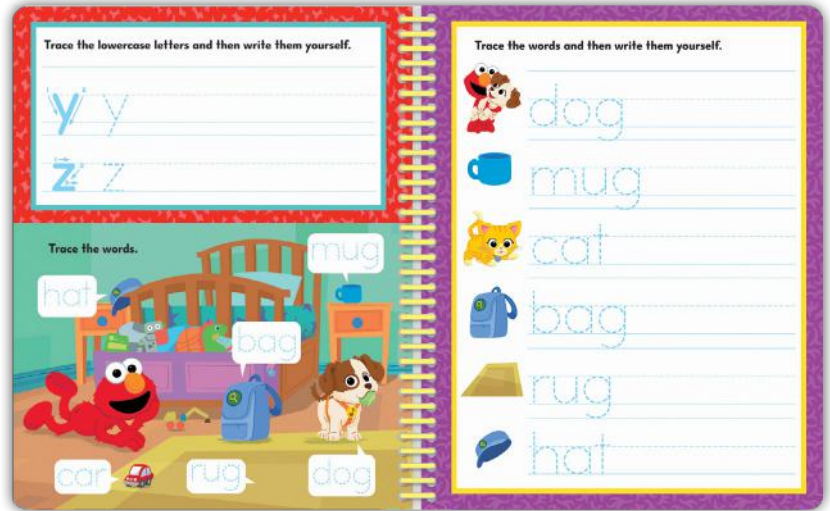 Trace the lowercase letters and then write them yourself.
y y
z z
Trace the words.
mug
hat
bag
car
rug
dog
Trace the words and then write them yourself.
dog
mug
cat
bag
rug
hat